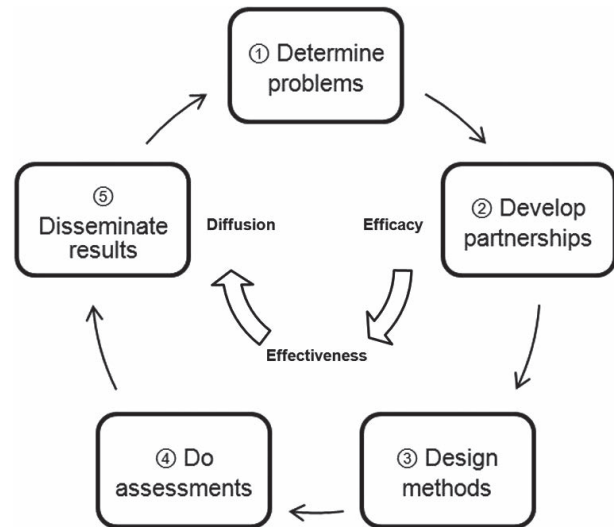 ① Determine
problems
② Develop
partnerships
③ Design
methods
④ Do
assessments
⑤
Disseminate
results
Efficacy
Effectiveness
Diffusion